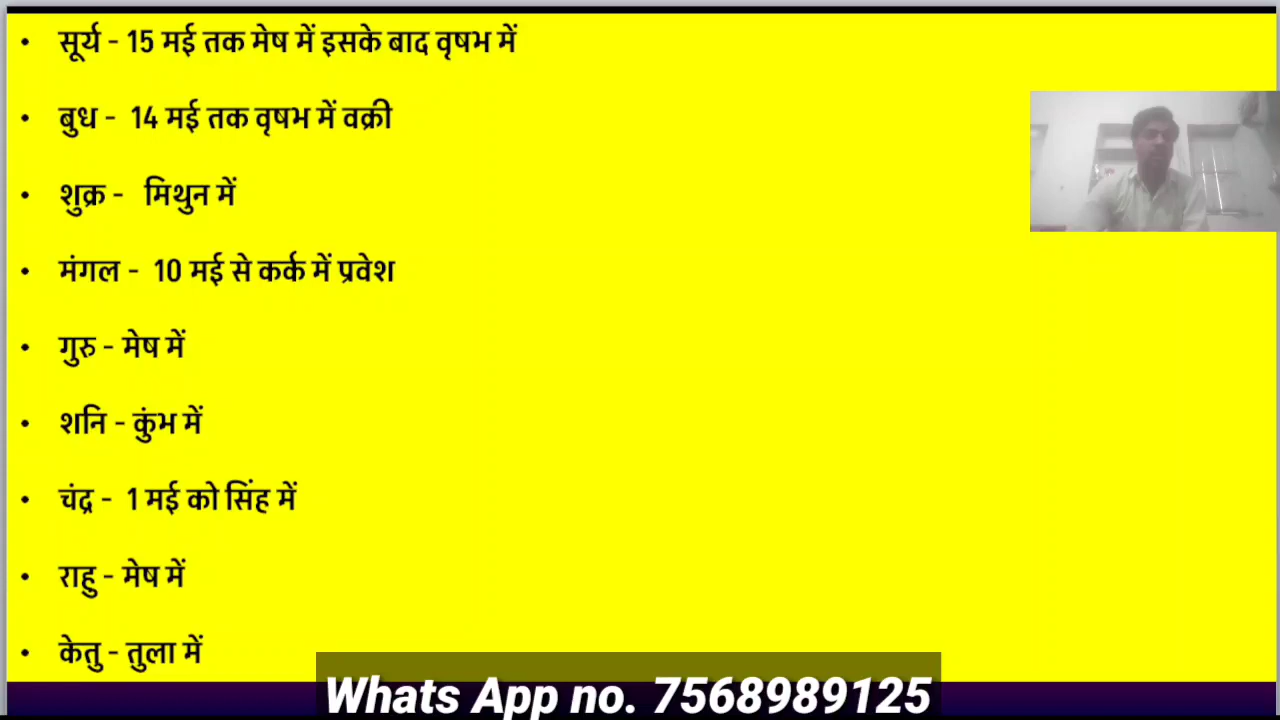 • सूर्य - 15 मई तक मेष में इसके बाद वृषभ में
• बुध - 14 मई तक वृषभ में वक्री
• शुक्र - मिथुन में
• मंगल - 10 मई से कर्क में प्रवेश
• गुरु - मेष में
• शनि - कुंभ में
• चंद्र - 1 मई को सिंह में
• राहु - मेष में
• केतु - तुला में
Whats App no. 7568989125